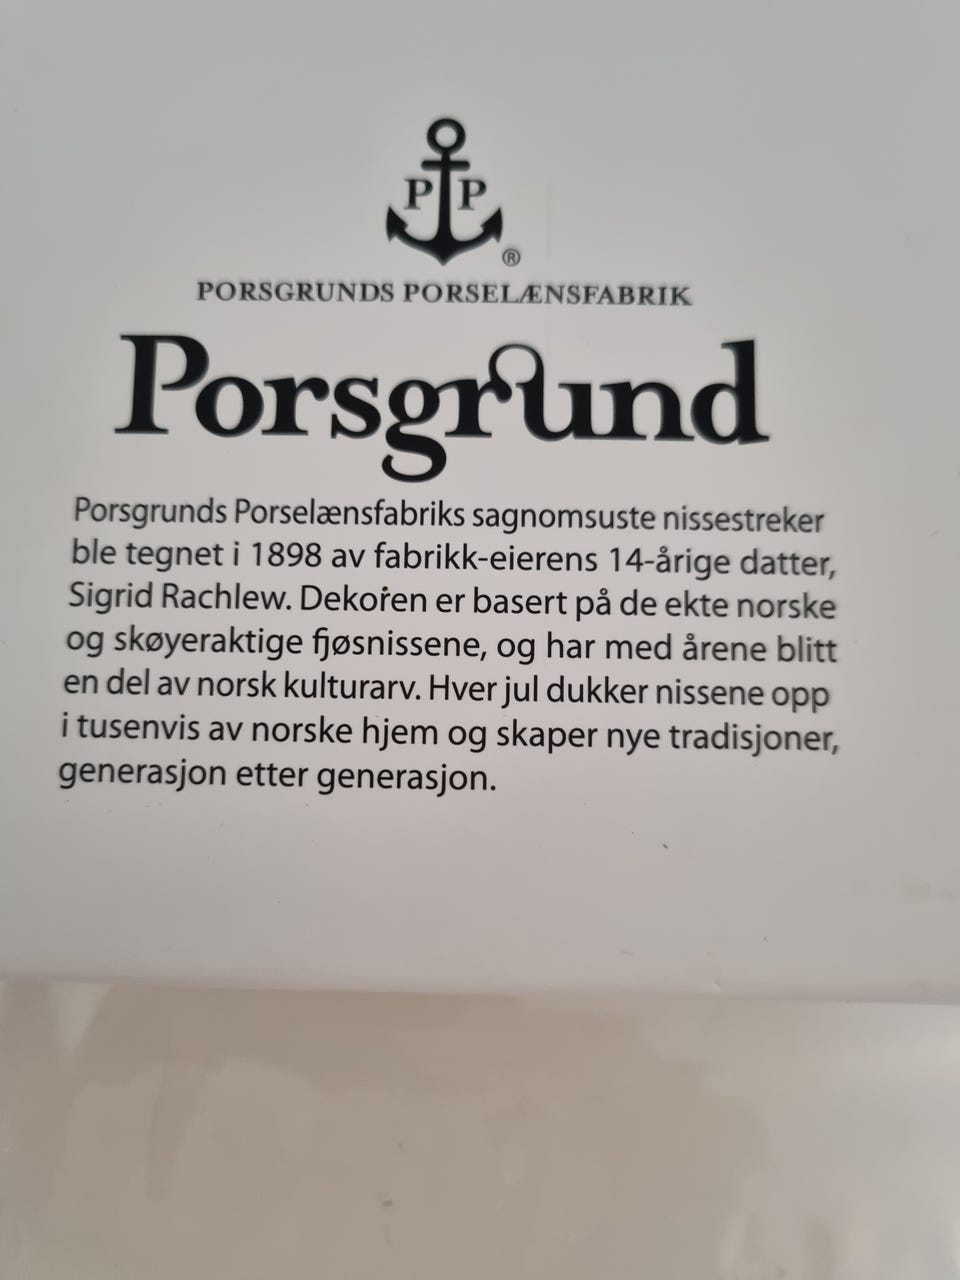 P P
®
PORSGRUNDS PORSELÆNSFABRIK
Porsgrund
Porsgrunds Porselænsfabriks sagnomsuste nissestreker
ble tegnet i 1898 av fabrikk-eierens 14-årige datter,
Sigrid Rachlew. Dekoren er basert på de ekte norske
og skøyeraktige fjøsnissene, og har med årene blitt
en del av norsk kulturarv. Hver jul dukker nissene opp
i tusenvis av norske hjem og skaper nye tradisjoner,
generasjon etter generasjon.